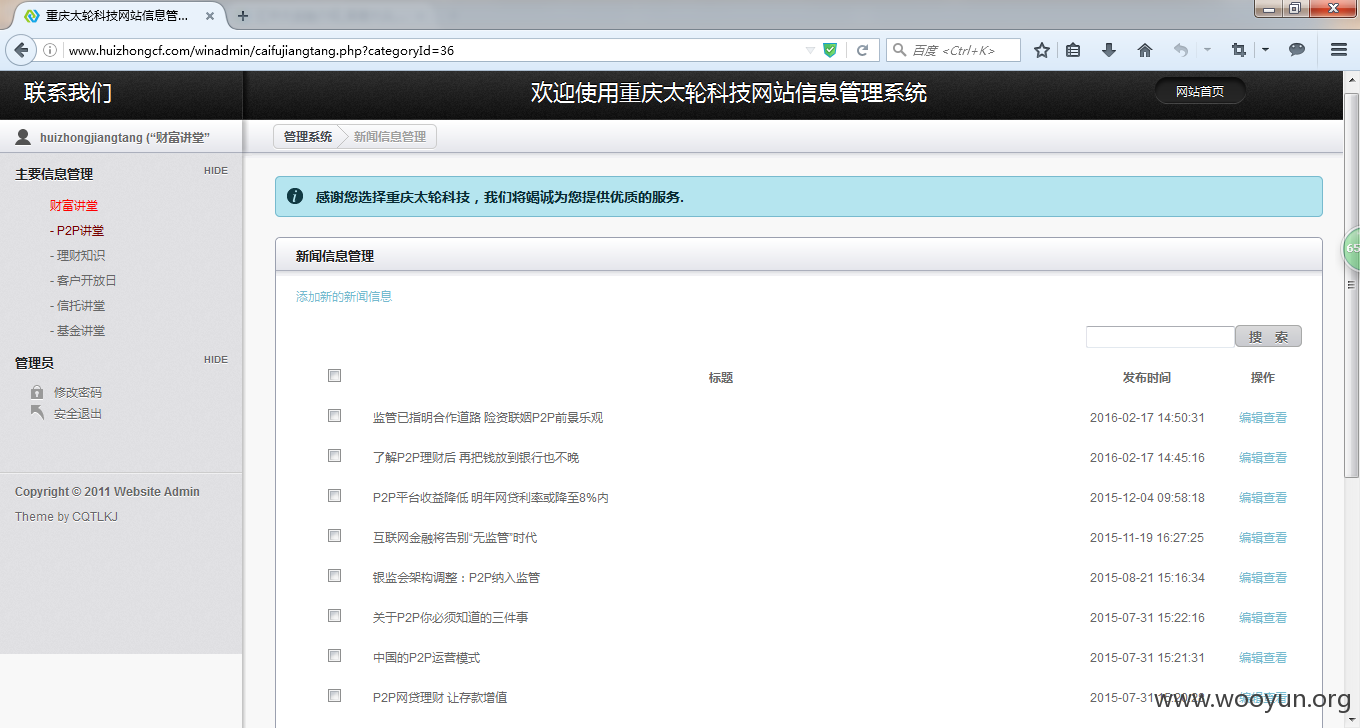 重庆太轮科技网站信息管...
www.huizhongcf.com/winadmin/caifujiangtang.php?categoryId=36
百度 <Ctrl+K>
联系我们
欢迎使用重庆太轮科技网站信息管理系统
网站首页
huizhongjiangtang (“财富讲堂”
管理系统
新闻信息管理
主要信息管理
HIDE
财富讲堂
- P2P讲堂
- 理财知识
- 客户开放日
- 信托讲堂
- 基金讲堂
管理员
HIDE
修改密码
安全退出
Copyright © 2011 Website Admin
Theme by CQTLKJ
感谢您选择重庆太轮科技，我们将竭诚为您提供优质的服务.
新闻信息管理
添加新的新闻信息
搜 索
标题 发布时间 操作
监管已指明合作道路 险资联姻P2P前景乐观 2016-02-17 14:50:31 编辑查看
了解P2P理财后 再把钱放到银行也不晚 2016-02-17 14:45:16 编辑查看
P2P平台收益降低 明年网贷利率或降至8%内 2015-12-04 09:58:18 编辑查看
互联网金融将告别“无监管”时代 2015-11-19 16:27:25 编辑查看
银监会架构调整：P2P纳入监管 2015-08-21 15:16:34 编辑查看
关于P2P你必须知道的三件事 2015-07-31 15:22:16 编辑查看
中国的P2P运营模式 2015-07-31 15:21:31 编辑查看
P2P网贷理财 让存款增值 2015-07-31
www.wooyun.org
65